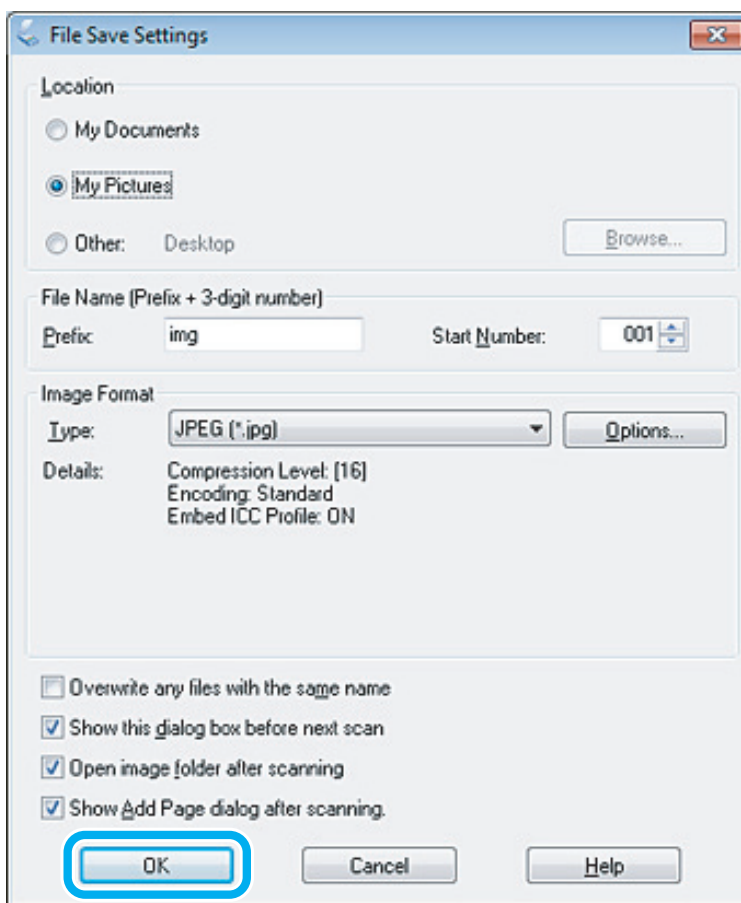 File Save Settings
Location
My Documents
My Pictures
Other: Desktop Browse...
File Name (Prefix + 3-digit number)
Prefix: img Start Number: 001
Image Format
Type: JPEG (*.jpg) Options...
Details: Compression Level: [16]
Encoding: Standard
Embed ICC Profile: ON
Overwrite any files with the same name
Show this dialog box before next scan
Open image folder after scanning
Show Add Page dialog after scanning.
OK Cancel Help